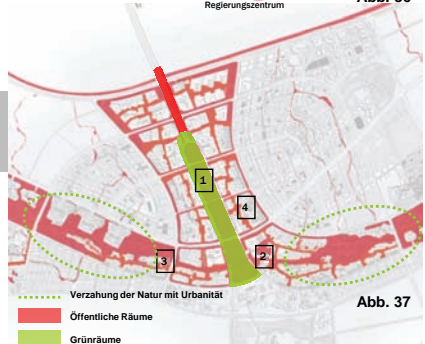 Regierungszentrum
1
4
2
3
Verzahung der Natur mit Urbanität
Öffentliche Räume
Grünräume
Abb. 37